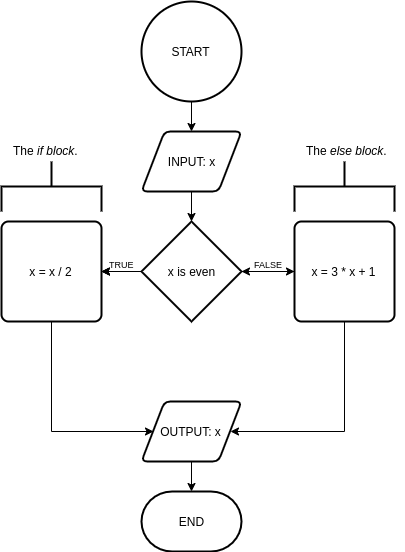 START
INPUT: x
The if block.
The else block.
x = x / 2
TRUE
x is even
FALSE
x = 3 * x + 1
OUTPUT: x
END